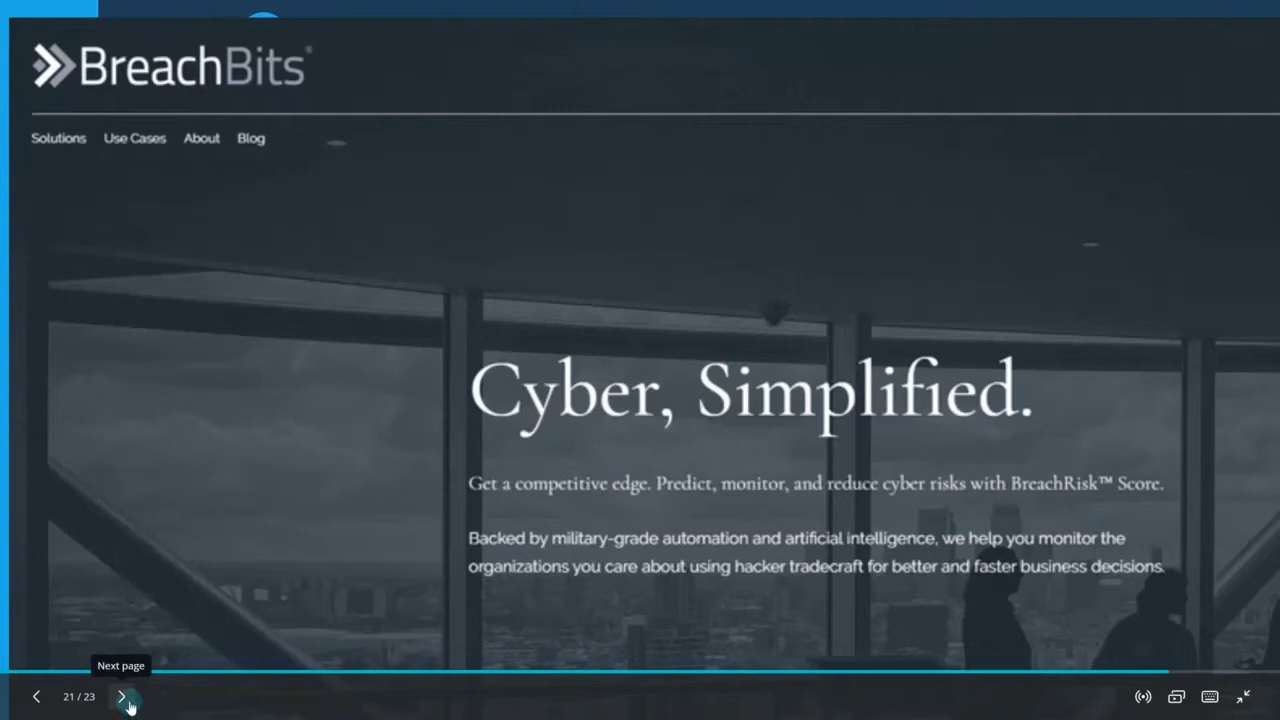 BreachBits®
Solutions Use Cases About Blog
Cyber, Simplified.
Get a competitive edge. Predict, monitor, and reduce cyber risks with BreachRisk™ Score.
Backed by military-grade automation and artificial intelligence, we help you monitor the
organizations you care about using hacker tradecraft for better and faster business decisions.
Next page
21 / 23